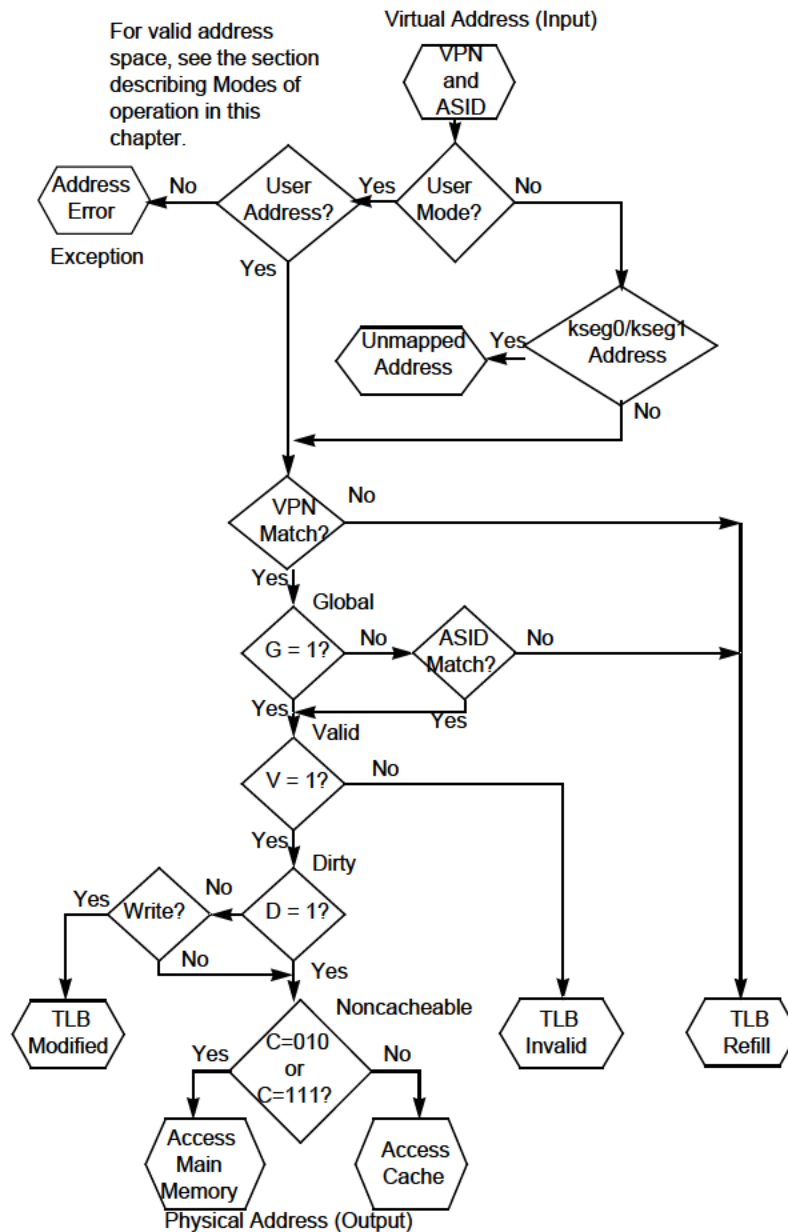 Virtual Address (Input)
For valid address
space, see the section
describing Modes of
operation in this
chapter.
VPN
and
ASID
Address
Error
No
User
Address?
Yes
User
Mode?
No
Exception
Yes
Unmapped
Address
Yes
kseg0/kseg1
Address
No
VPN
Match?
No
Yes
Global
G = 1?
No
ASID
Match?
No
Yes
Yes
Valid
V = 1?
No
Yes
Dirty
Yes
Write?
No
D = 1?
No
Yes
TLB
Modified
Noncacheable
TLB
Invalid
TLB
Refill
Yes
C=010
or
C=111?
No
Access
Main
Memory
Access
Cache
Physical Address (Output)